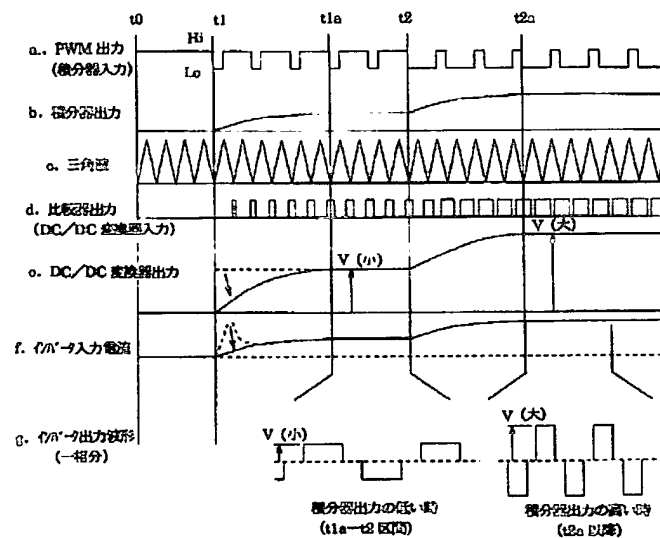 t0 t1 t1a t2 t2a
a. PWM 出力 Hi
(積分器入力) Lo
b. 積分器出力
c. 三角波
d. 比較器出力
(DC/DC 変換器入力) V (大)
e. DC/DC 変換器出力 V (小)
f. インバータ入力電流
g. インバータ出力波形
(一相分)
V (小) V (大)
積分器出力の低い時 積分器出力の高い時
(t1a—t2 区間) (t2a 以降)